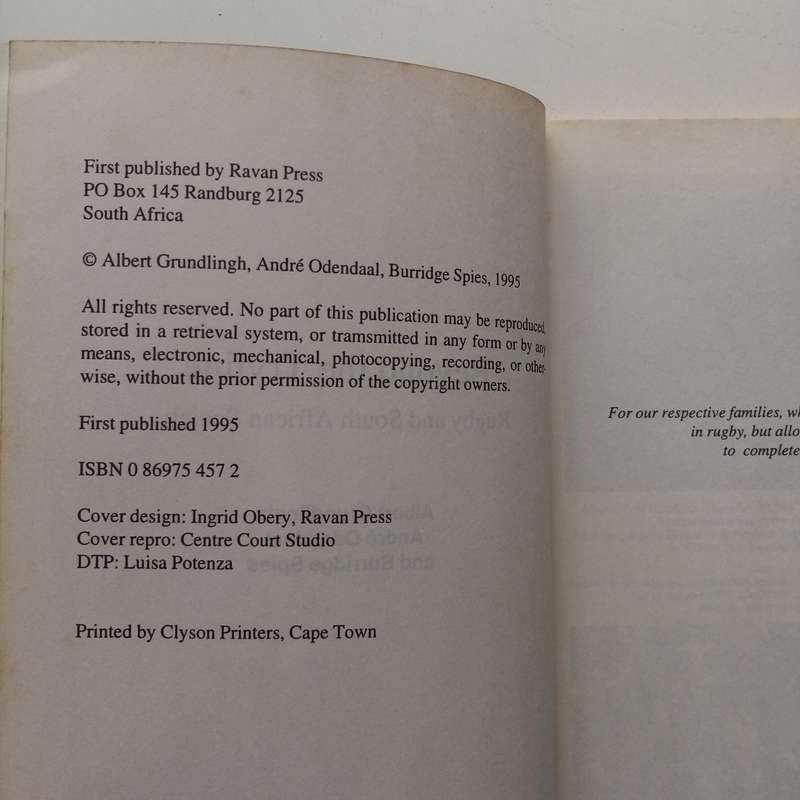 First published by Ravan Press
PO Box 145 Randburg 2125
South Africa
© Albert Grundlingh, André Odendaal, Burridge Spies, 1995
All rights reserved. No part of this publication may be reproduced,
stored in a retrieval system, or tramsmitted in any form or by any
means, electronic, mechanical, photocopying, recording, or other-
wise, without the prior permission of the copyright owners.
First published 1995
ISBN 0 86975 457 2
Cover design: Ingrid Obery, Ravan Press
Cover repro: Centre Court Studio
DTP: Luisa Potenza
Printed by Clyson Printers, Cape Town
For our respective families,
in rugby, but
to complete